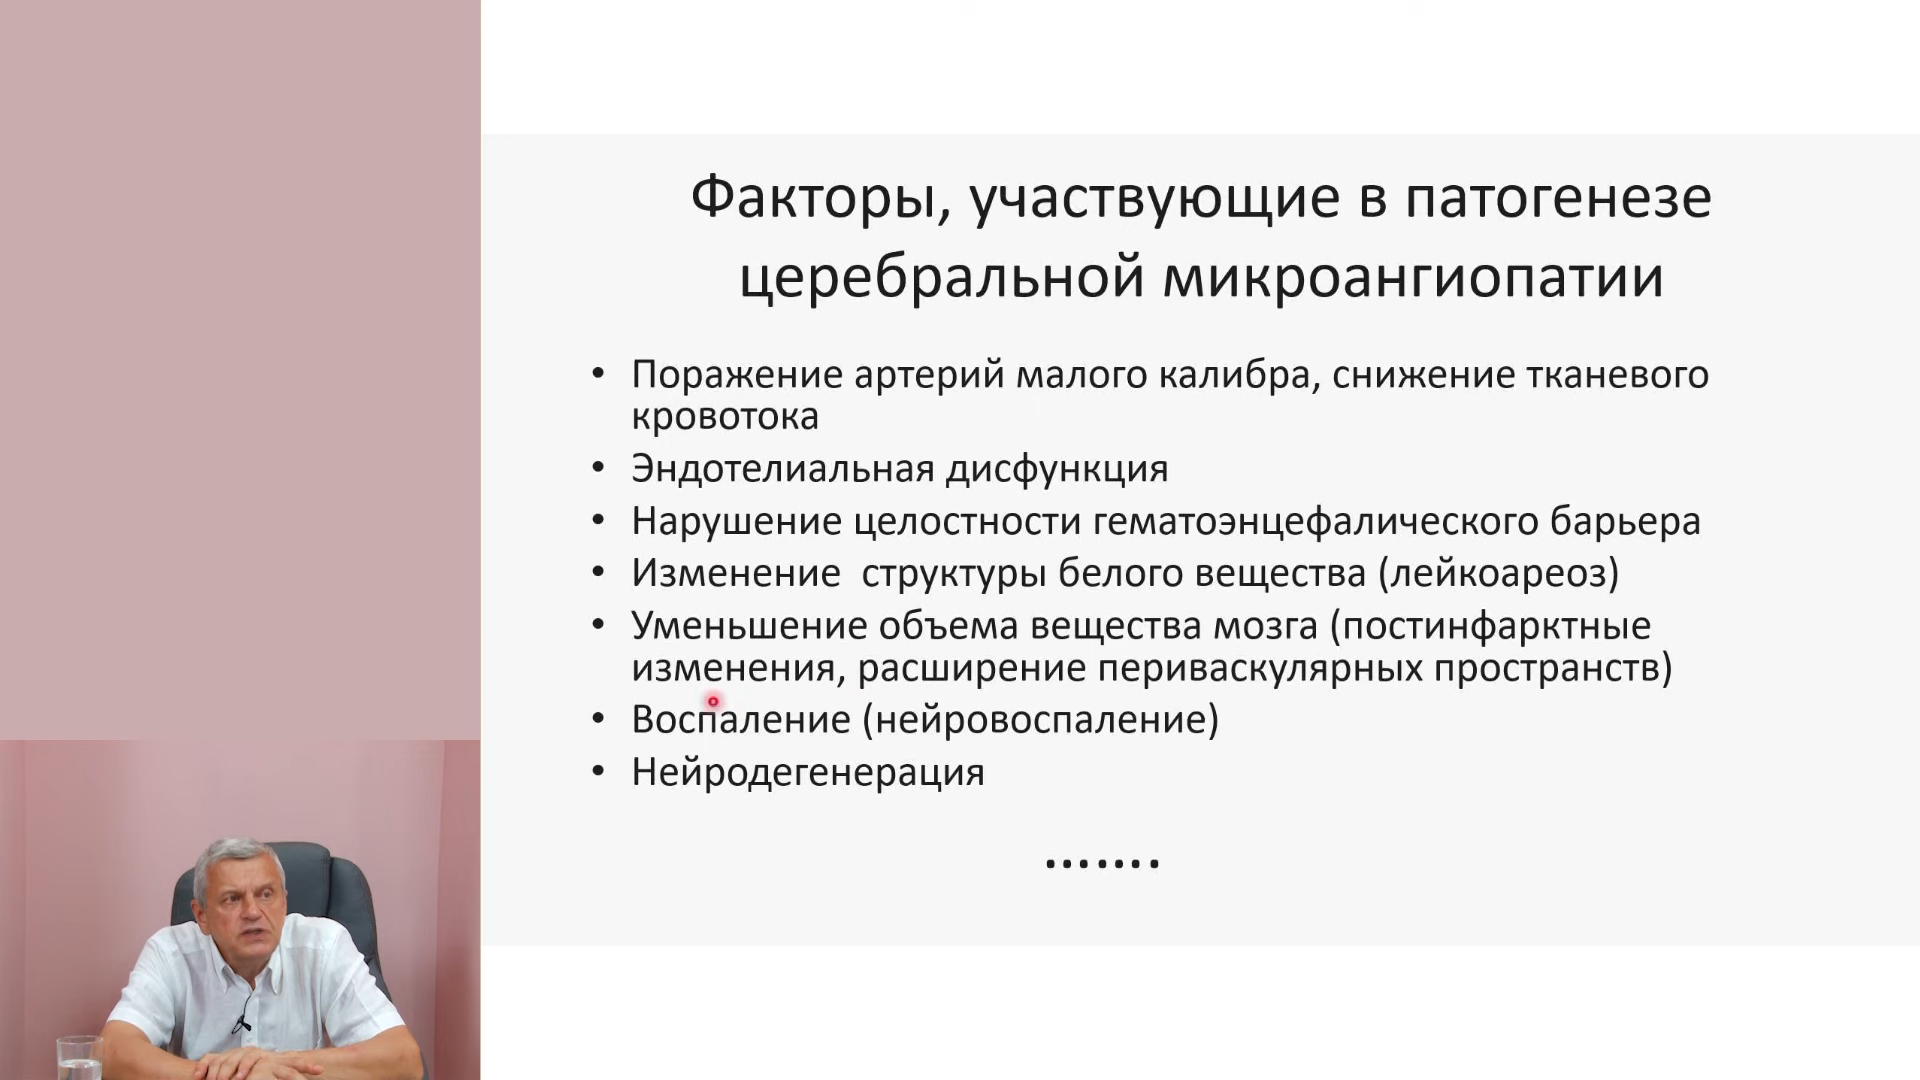 Факторы, участвующие в патогенезе
церебральной микроангиопатии
• Поражение артерий малого калибра, снижение тканевого
кровотока
• Эндотелиальная дисфункция
• Нарушение целостности гематоэнцефалического барьера
• Изменение  структуры белого вещества (лейкоареоз)
• Уменьшение объема вещества мозга (постинфарктные
изменения, расширение периваскулярных пространств)
• Воспаление (нейровоспаление)
• Нейродегенерация
.......